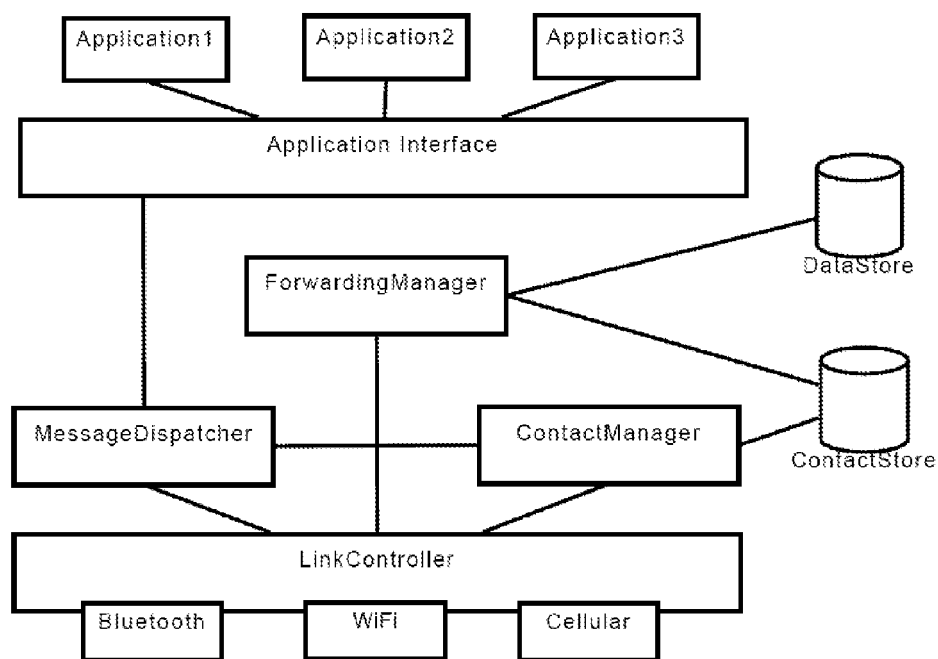 Application1
Application2
Application3
Application Interface
DataStore
ForwardingManager
MessageDispatcher
ContactManager
ContactStore
LinkController
Bluetooth
WiFi
Cellular